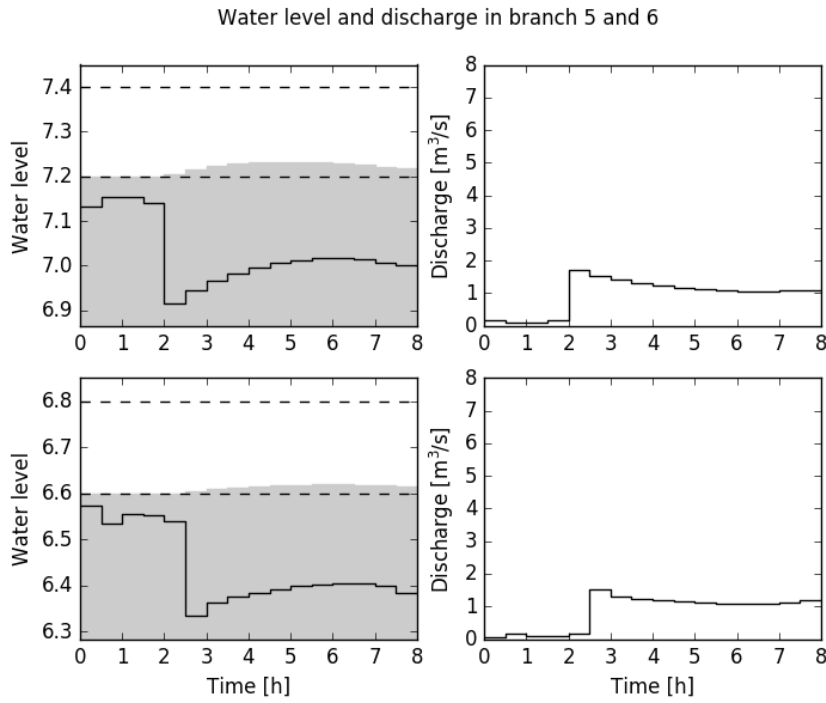 Water level and discharge in branch 5 and 6
Water level
7.4
7.3
7.2
7.1
7.0
6.9
0 1 2 3 4 5 6 7 8
Discharge [m³/s]
8
7
6
5
4
3
2
1
0
0 1 2 3 4 5 6 7 8
Water level
6.8
6.7
6.6
6.5
6.4
6.3
0 1 2 3 4 5 6 7 8
Time [h]
Discharge [m³/s]
8
7
6
5
4
3
2
1
0
0 1 2 3 4 5 6 7 8
Time [h]